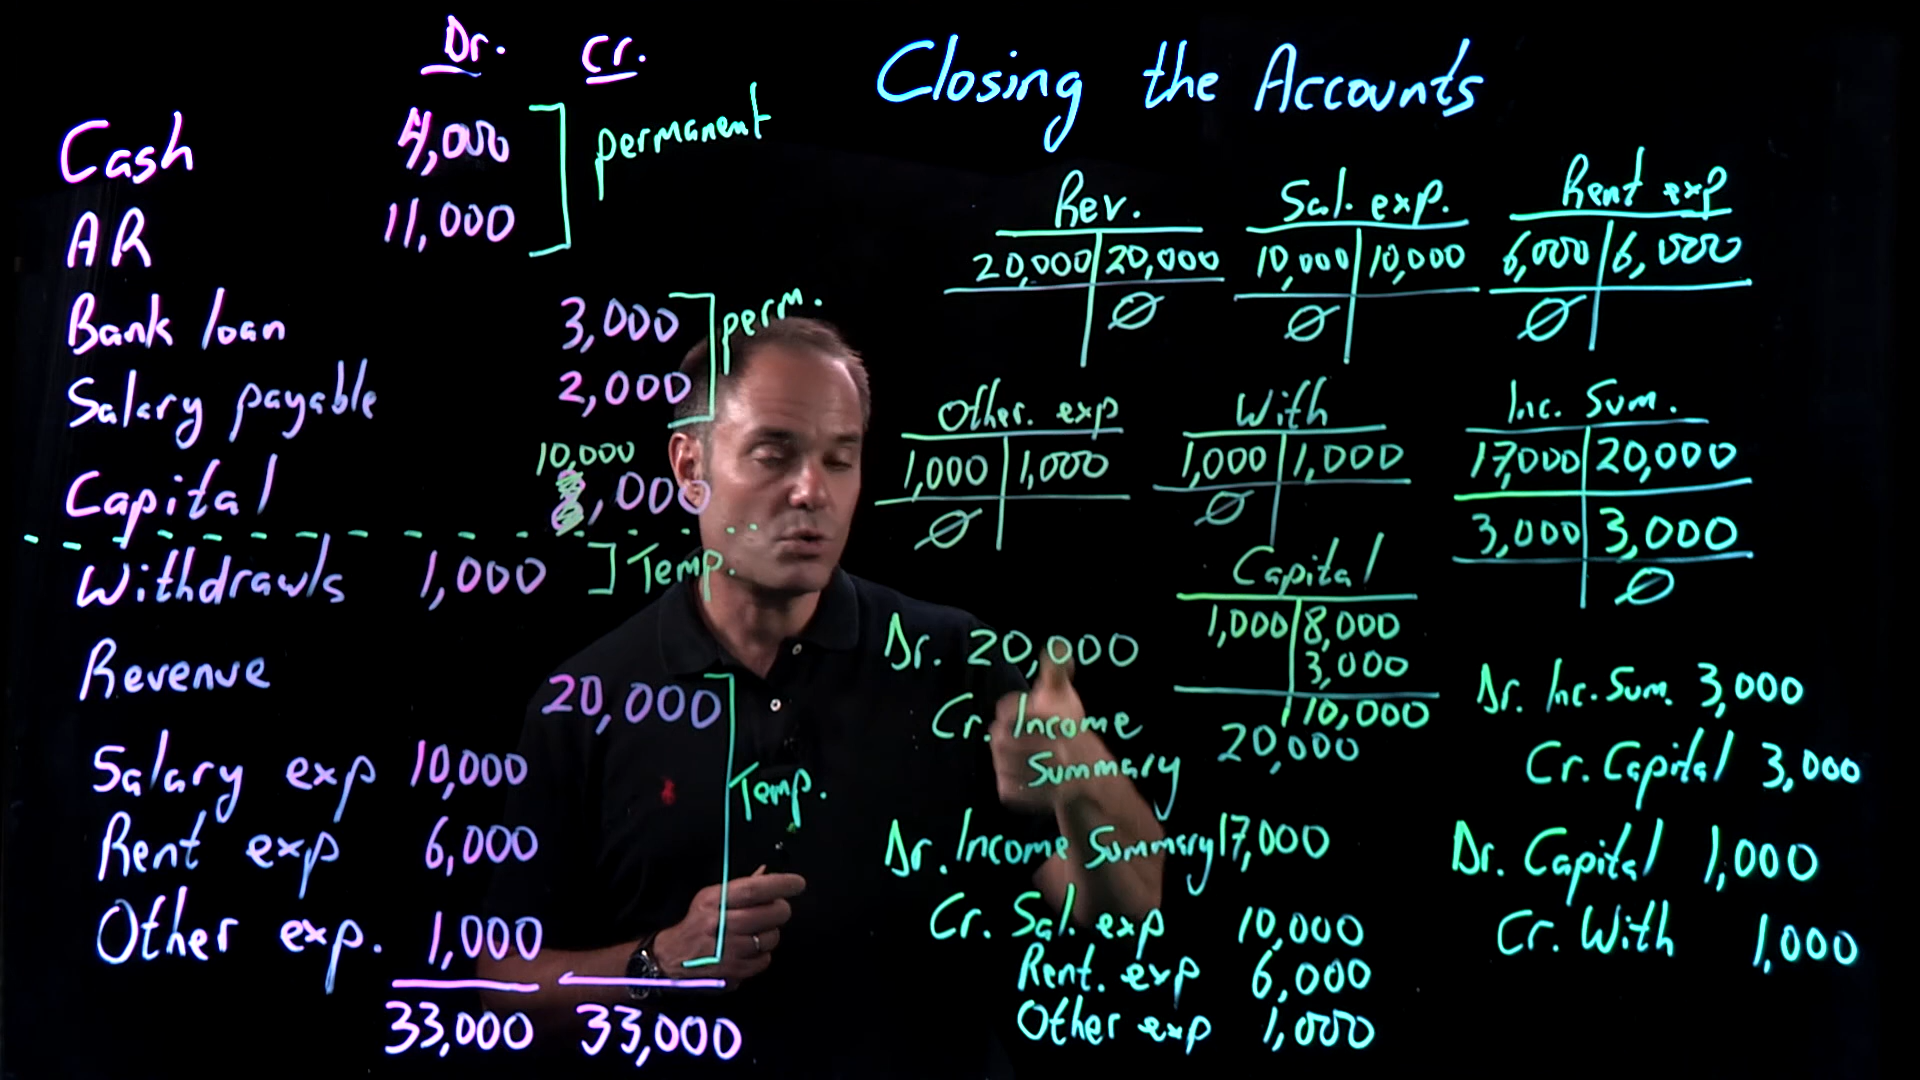 Dr. Cr.
Closing the Accounts
Cash 4,000
permanent
AR 11,000
Bank loan 3,000
perm.
Salary payable 2,000
10,000
Capital ,000
Withdrawls 1,000 Temp.
Revenue 20,000
Salary exp 10,000
Temp.
Rent exp 6,000
Other exp. 1,000
33,000 33,000
Rev.
20,000 20,000
Ø
Sal. exp.
10,000 10,000
Ø
Rent exp
6,000 6,000
Ø
Other. exp
1,000 1,000
Ø
With
1,000 1,000
Ø
Inc. Sum.
17,000 20,000
3,000 3,000
Ø
Capital
1,000 8,000
3,000
10,000
Dr. 20,000
Cr. Income
Summary
20,000
Dr. Income Summary 17,000
Cr. Sal. exp 10,000
Rent. exp 6,000
Other exp 1,000
Dr. Inc. Sum. 3,000
Cr. Capital 3,000
Dr. Capital 1,000
Cr. With 1,000